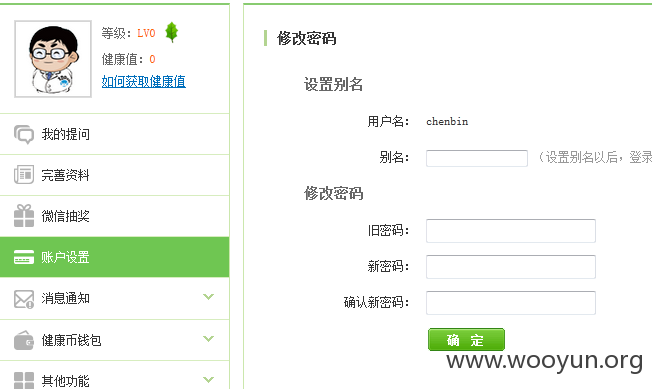 等级：LV0
健康值：0
如何获取健康值
我的提问
完善资料
微信抽奖
账户设置
消息通知
健康币钱包
其他功能
修改密码
设置别名
用户名： chenbin
别名： （设置别名以后，登录
修改密码
旧密码：
新密码：
确认新密码：
确 定
www.wooyun.org